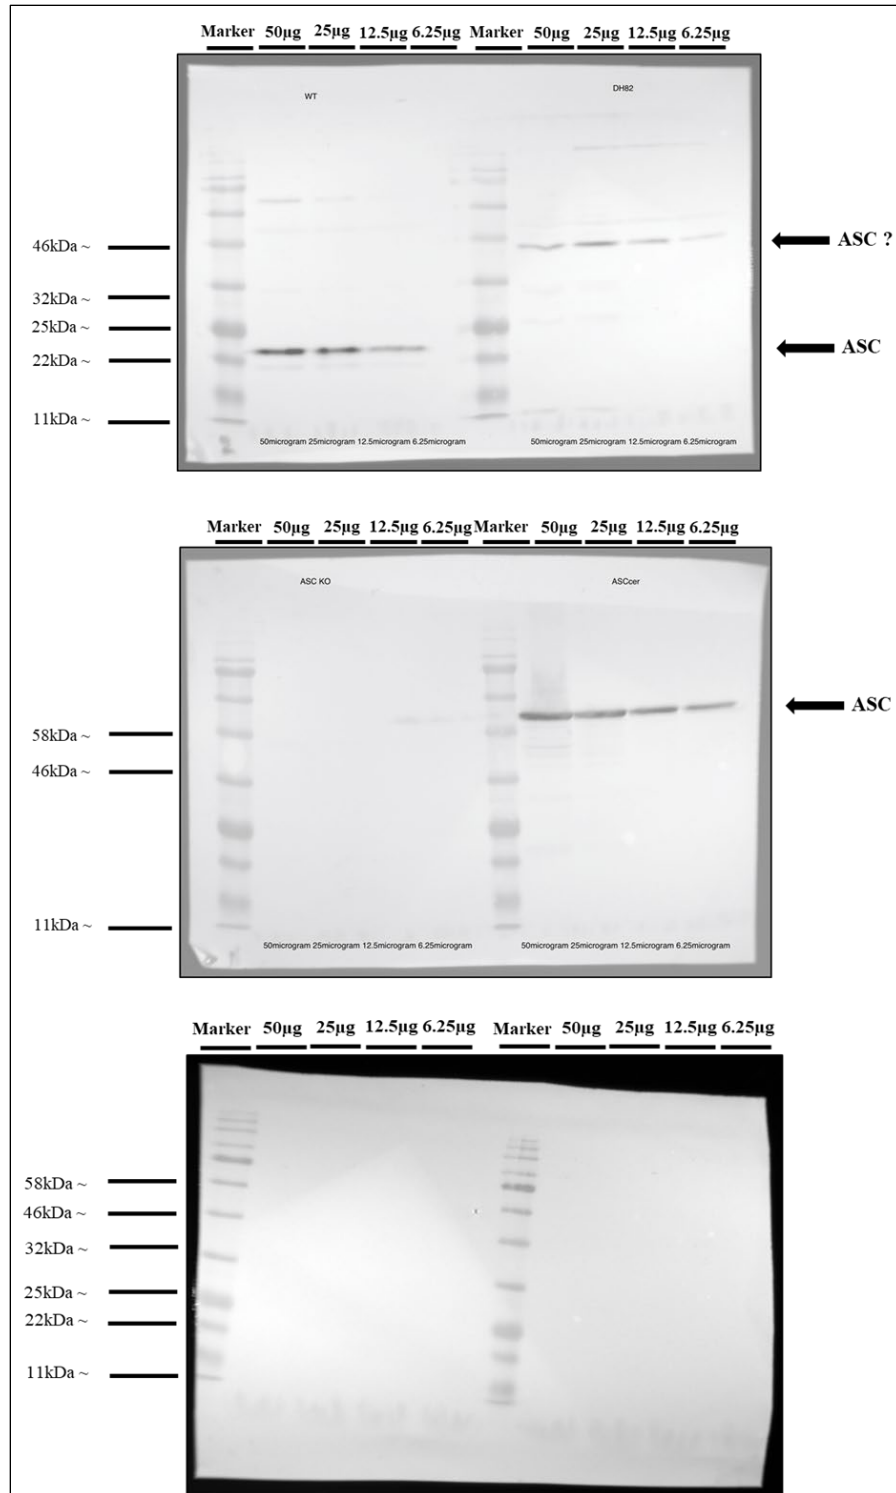 Marker 50μg 25μg 12.5μg 6.25μg Marker 50μg 25μg 12.5μg 6.25μg
WT DH82
46kDa ~ ASC ?
32kDa ~
25kDa ~
22kDa ~ ASC
11kDa ~
50microgram 25microgram 12.5microgram 6.25microgram 50microgram 25microgram 12.5microgram 6.25microgram
Marker 50μg 25μg 12.5μg 6.25μg Marker 50μg 25μg 12.5μg 6.25μg
ASC KO ASCcer
ASC
58kDa ~
46kDa ~
11kDa ~
50microgram 25microgram 12.5microgram 6.25microgram 50microgram 25microgram 12.5microgram 6.25microgram
Marker 50μg 25μg 12.5μg 6.25μg Marker 50μg 25μg 12.5μg 6.25μg
58kDa ~
46kDa ~
32kDa ~
25kDa ~
22kDa ~
11kDa ~